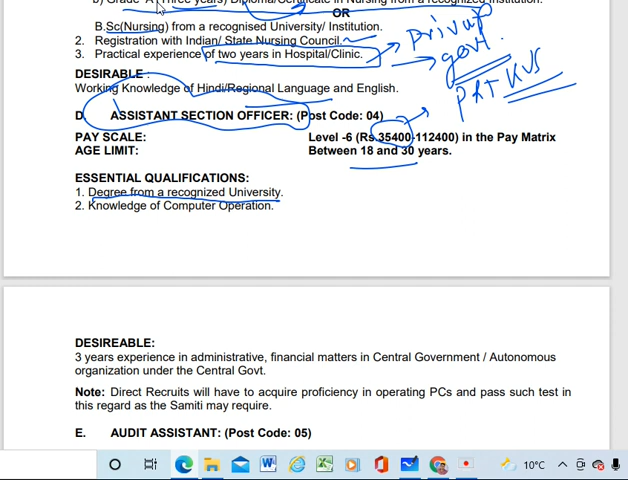 b) Grade 'A' (Three years) Diploma/Certificate in Nursing from a recognized Institution.
OR
B.Sc(Nursing) from a recognised University/ Institution.
2. Registration with Indian/ State Nursing Council.
3. Practical experience of two years in Hospital/Clinic.
privat
govt
DESIRABLE :
Working Knowledge of Hindi/Regional Language and English.
PRT KVS
D. ASSISTANT SECTION OFFICER: (Post Code: 04)
PAY SCALE: Level -6 (Rs.35400-112400) in the Pay Matrix
AGE LIMIT: Between 18 and 30 years.
ESSENTIAL QUALIFICATIONS:
1. Degree from a recognized University.
2. Knowledge of Computer Operation.
DESIREABLE:
3 years experience in administrative, financial matters in Central Government / Autonomous
organization under the Central Govt.
Note: Direct Recruits will have to acquire proficiency in operating PCs and pass such test in
this regard as the Samiti may require.
E. AUDIT ASSISTANT: (Post Code: 05)
10°C